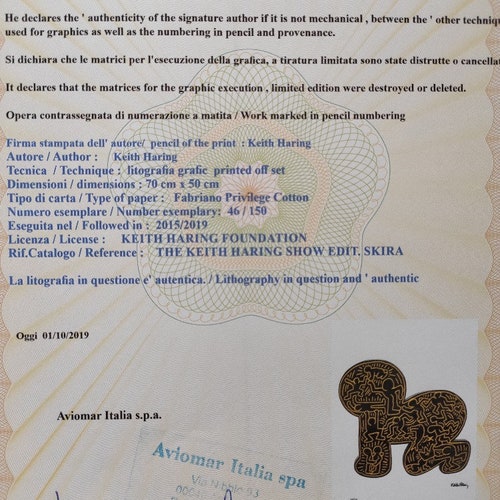 He declares the ' authenticity of the signature author if it is not mechanical , between the ' other
used for graphics as well as the numbering in pencil and provenance.
Si dichiara che le matrici per l'esecuzione della grafica, a tiratura limitata sono state distrutte o
It declares that the matrices for the graphic execution , limited edition were destroyed or deleted.
Opera contrassegnata di numerazione a matita / Work marked in pencil numbering
Firma stampata dell' autore/ pencil of the print : Keith Haring
Autore / Author : Keith Haring
Tecnica / Technique : litografia grafic printed off set
Dimensioni / dimensions : 70 cm x 50 cm
Tipo di carta / Type of paper : Fabriano Privilege Cotton
Numero esemplare / Number exemplary: 46 / 150
Eseguita nel / Followed in : 2015/2019
Licenza / License : KEITH HARING FOUNDATION
Rif.Catalogo / Reference : THE KEITH HARING SHOW EDIT. SKIRA
La litografia in questione e' autentica. / Lithography in question and ' authentic
Oggi 01/10/2019
Aviomar Italia s.p.a.
Aviomar Italia spa